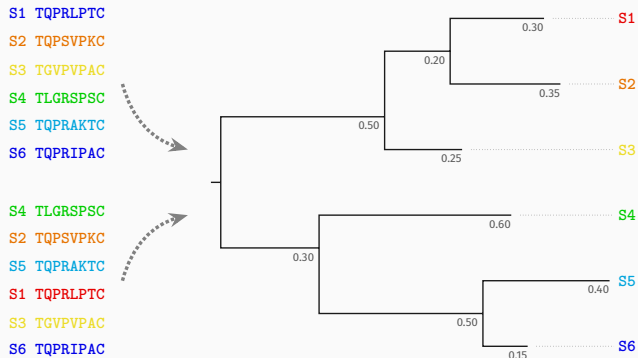 S1 TQPRLPTC
S2 TQPSVPKC
S3 TGVPVPAC
S4 TLGRSPSC
S5 TQPRAKTC
S6 TQPRIPAC
S4 TLGRSPSC
S2 TQPSVPKC
S5 TQPRAKTC
S1 TQPRLPTC
S3 TGVPVPAC
S6 TQPRIPAC
0.30 S1
0.20
0.35 S2
0.50
0.25 S3
0.60 S4
0.30
0.40 S5
0.50
0.15 S6